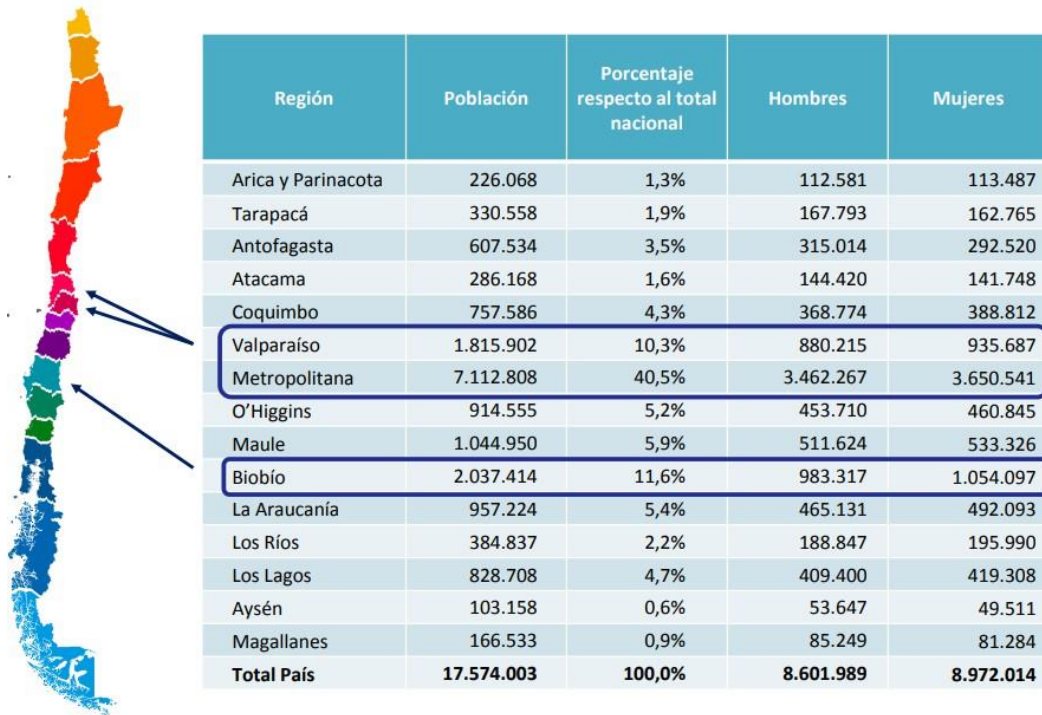 Región Población Porcentaje respecto al total nacional Hombres Mujeres
Arica y Parinacota 226.068 1,3% 112.581 113.487
Tarapacá 330.558 1,9% 167.793 162.765
Antofagasta 607.534 3,5% 315.014 292.520
Atacama 286.168 1,6% 144.420 141.748
Coquimbo 757.586 4,3% 368.774 388.812
Valparaíso 1.815.902 10,3% 880.215 935.687
Metropolitana 7.112.808 40,5% 3.462.267 3.650.541
O’Higgins 914.555 5,2% 453.710 460.845
Maule 1.044.950 5,9% 511.624 533.326
Biobío 2.037.414 11,6% 983.317 1.054.097
La Araucanía 957.224 5,4% 465.131 492.093
Los Ríos 384.837 2,2% 188.847 195.990
Los Lagos 828.708 4,7% 409.400 419.308
Aysén 103.158 0,6% 53.647 49.511
Magallanes 166.533 0,9% 85.249 81.284
Total País 17.574.003 100,0% 8.601.989 8.972.014